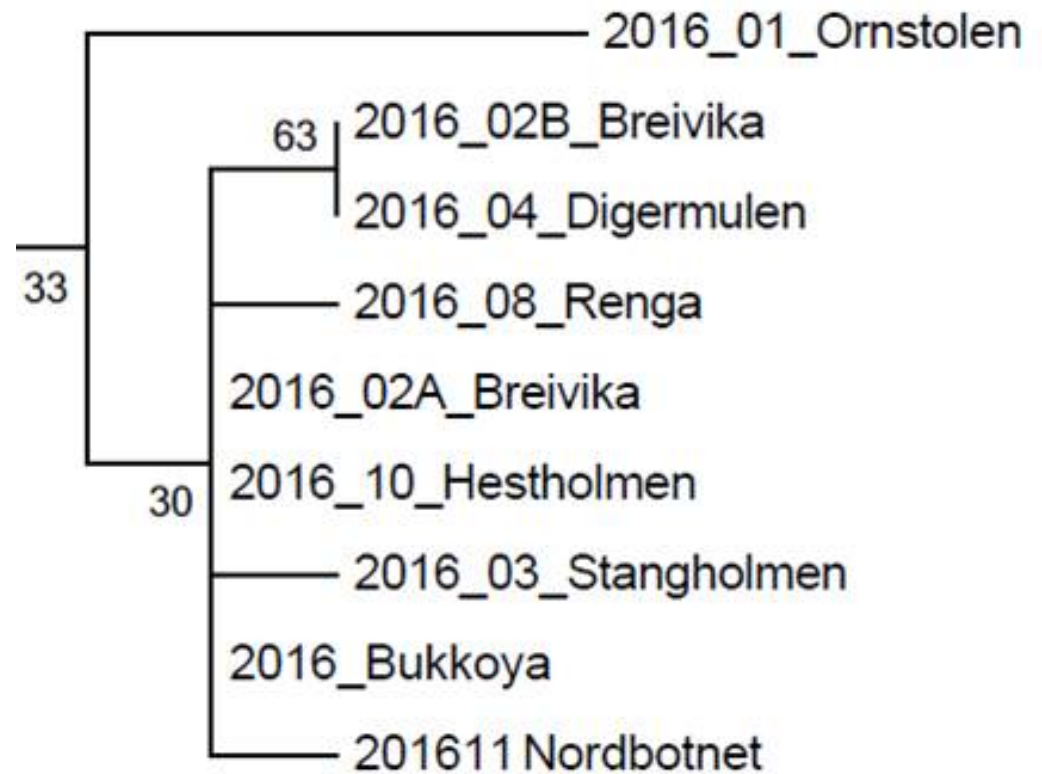 2016_01_Ornstolen
63
2016_02B_Breivika
2016_04_Digermulen
33
2016_08_Renga
2016_02A_Breivika
2016_10_Hestholmen
30
2016_03_Stangholmen
2016_Bukkoya
201611 Nordbotnet